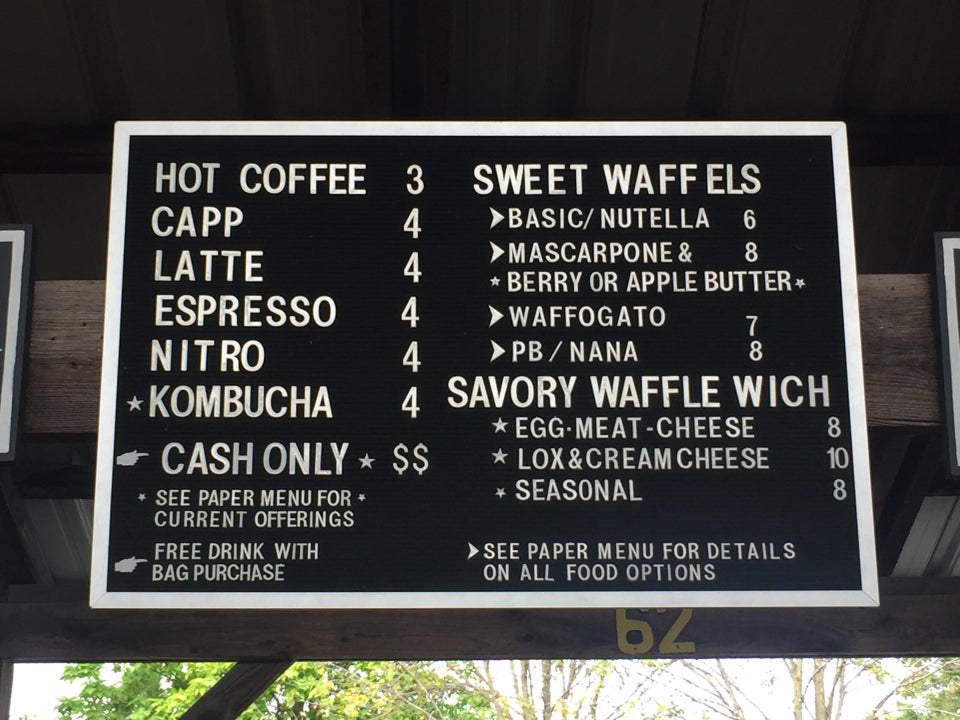 HOT COFFEE 3
CAPP 4
LATTE 4
ESPRESSO 4
NITRO 4
★KOMBUCHA 4
☛ CASH ONLY ★ $$
★ SEE PAPER MENU FOR ★
CURRENT OFFERINGS
☛ FREE DRINK WITH
BAG PURCHASE
SWEET WAFFELS
➤BASIC/NUTELLA 6
➤MASCARPONE & 8
★ BERRY OR APPLE BUTTER ★
➤WAFFOGATO 7
➤PB/NANA 8
SAVORY WAFFLE WICH
★ EGG·MEAT-CHEESE 8
★ LOX & CREAM CHEESE 10
★ SEASONAL 8
➤SEE PAPER MENU FOR DETAILS
ON ALL FOOD OPTIONS
62